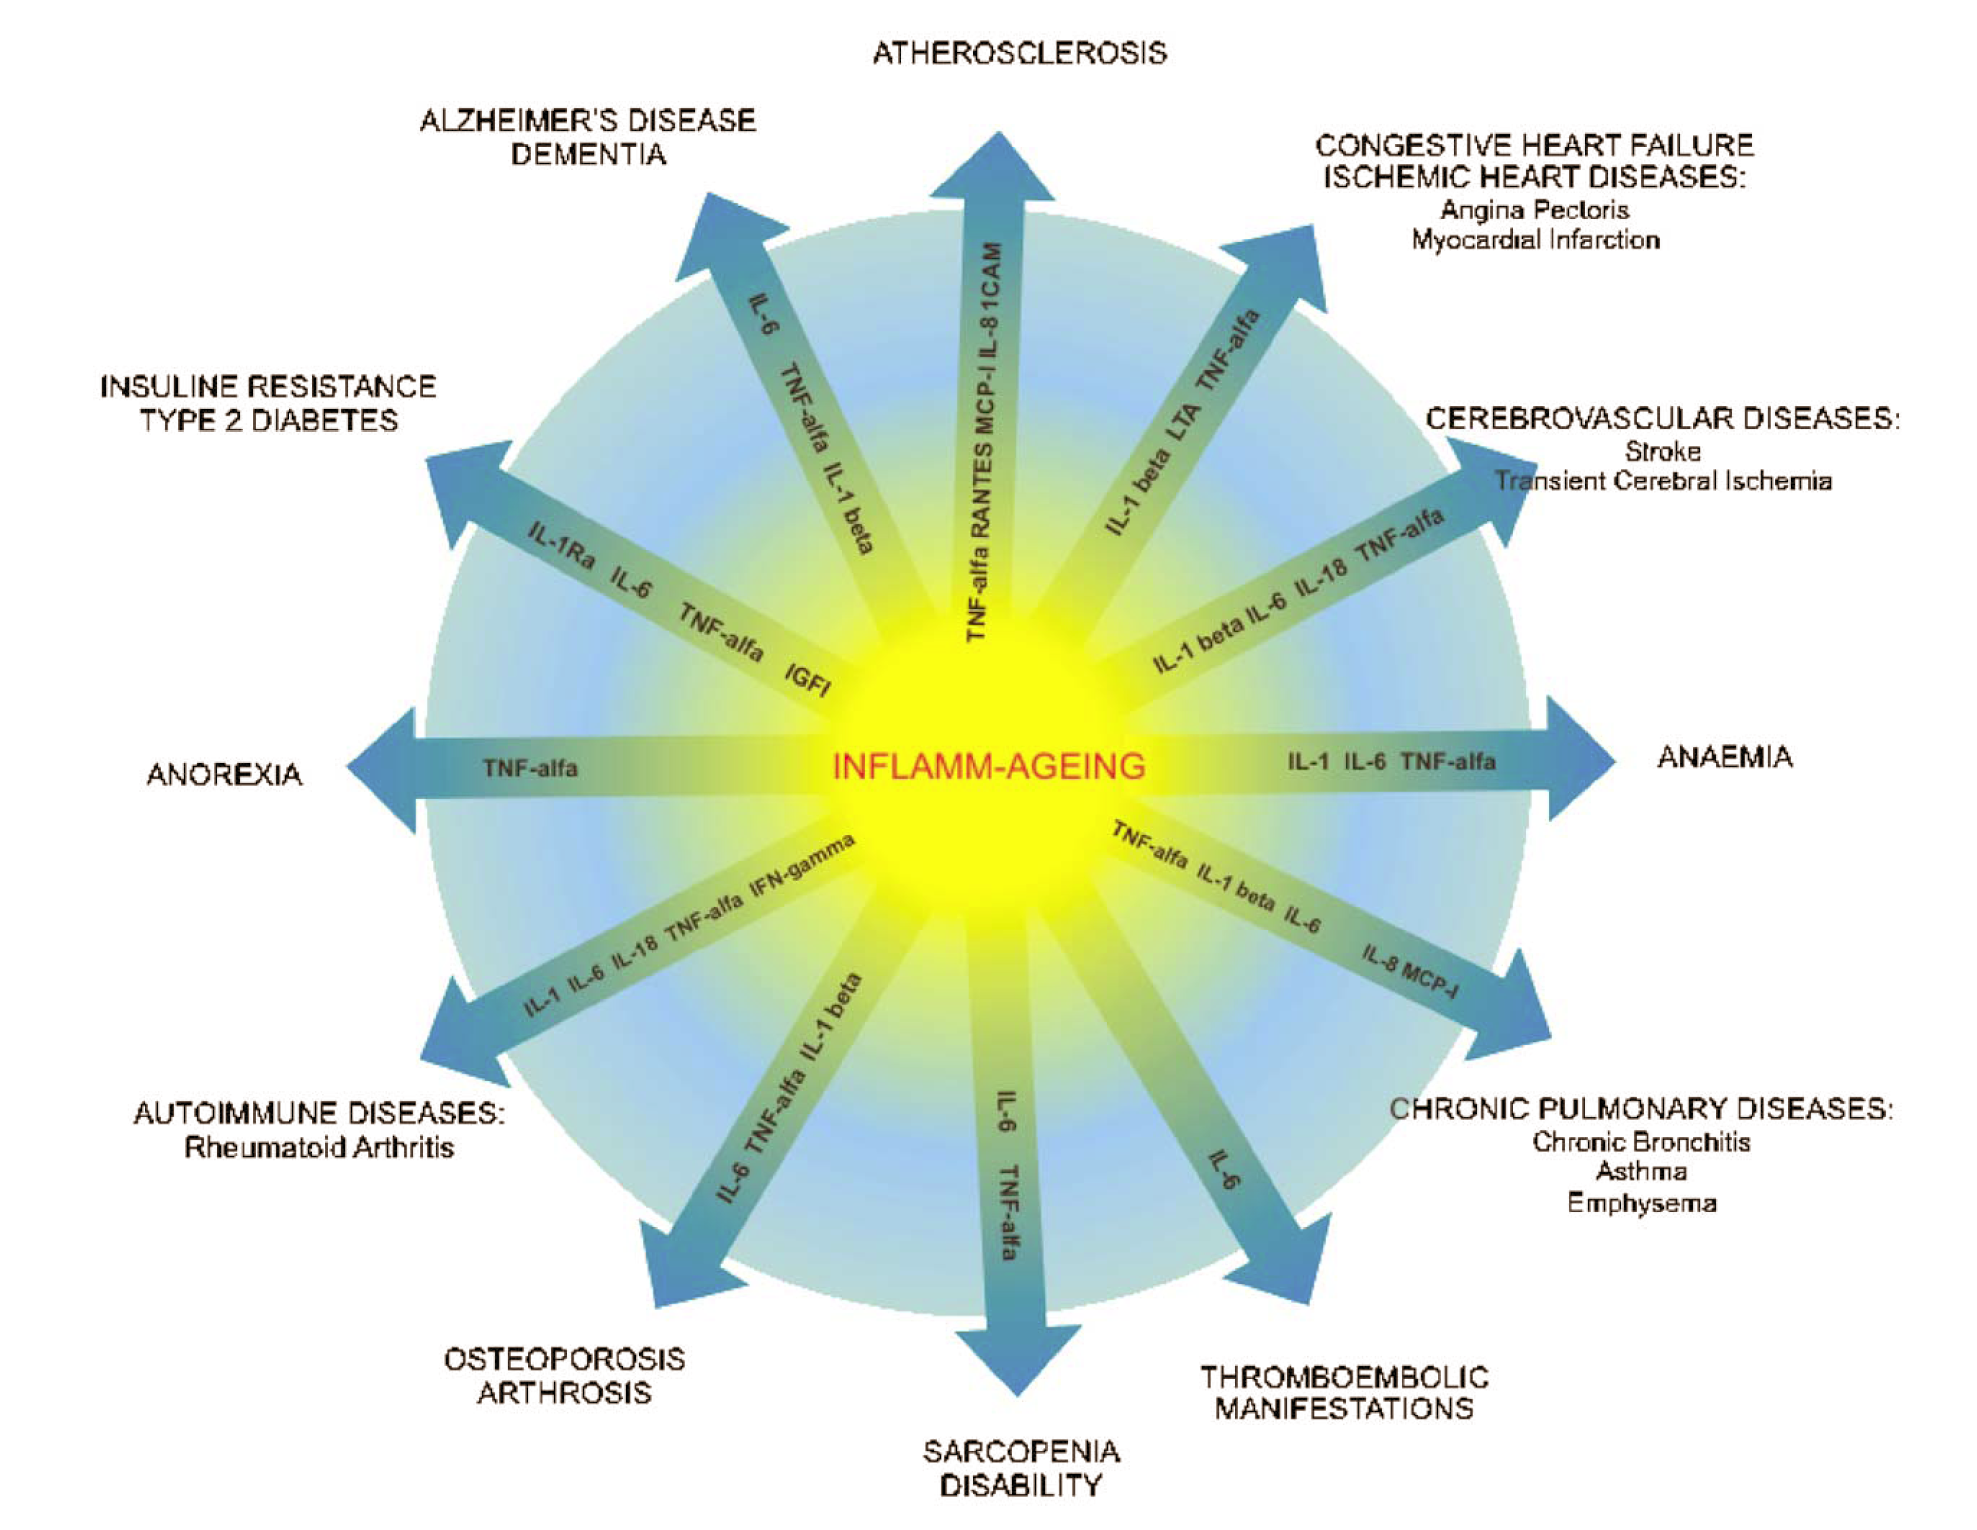 ATHEROSCLEROSIS
ALZHEIMER'S DISEASE
DEMENTIA
CONGESTIVE HEART FAILURE
ISCHEMIC HEART DISEASES:
Angina Pectoris
Myocardial Infarction
INSULINE RESISTANCE
TYPE 2 DIABETES
CEREBROVASCULAR DISEASES:
Stroke
Transient Cerebral Ischemia
IL-6 TNF-alfa IL-1 beta
TNF-alfa RANTES MCP-I IL-8 1CAM
IL-1 beta LTA TNF-alfa
IL-1Ra IL-6 TNF-alfa IGFI
IL-1 beta IL-6 IL-18 TNF-alfa
ANOREXIA
TNF-alfa
INFLAMM-AGEING
IL-1 IL-6 TNF-alfa
ANAEMIA
IL-1 IL-6 IL-18 TNF-alfa IFN-gamma
TNF-alfa IL-1 beta IL-6 IL-8 MCP-I
IL-6 TNF-alfa IL-1 beta
IL-6 TNF-alfa
IL-6
AUTOIMMUNE DISEASES:
Rheumatoid Arthritis
CHRONIC PULMONARY DISEASES:
Chronic Bronchitis
Asthma
Emphysema
OSTEOPOROSIS
ARTHROSIS
THROMBOEMBOLIC
MANIFESTATIONS
SARCOPENIA
DISABILITY